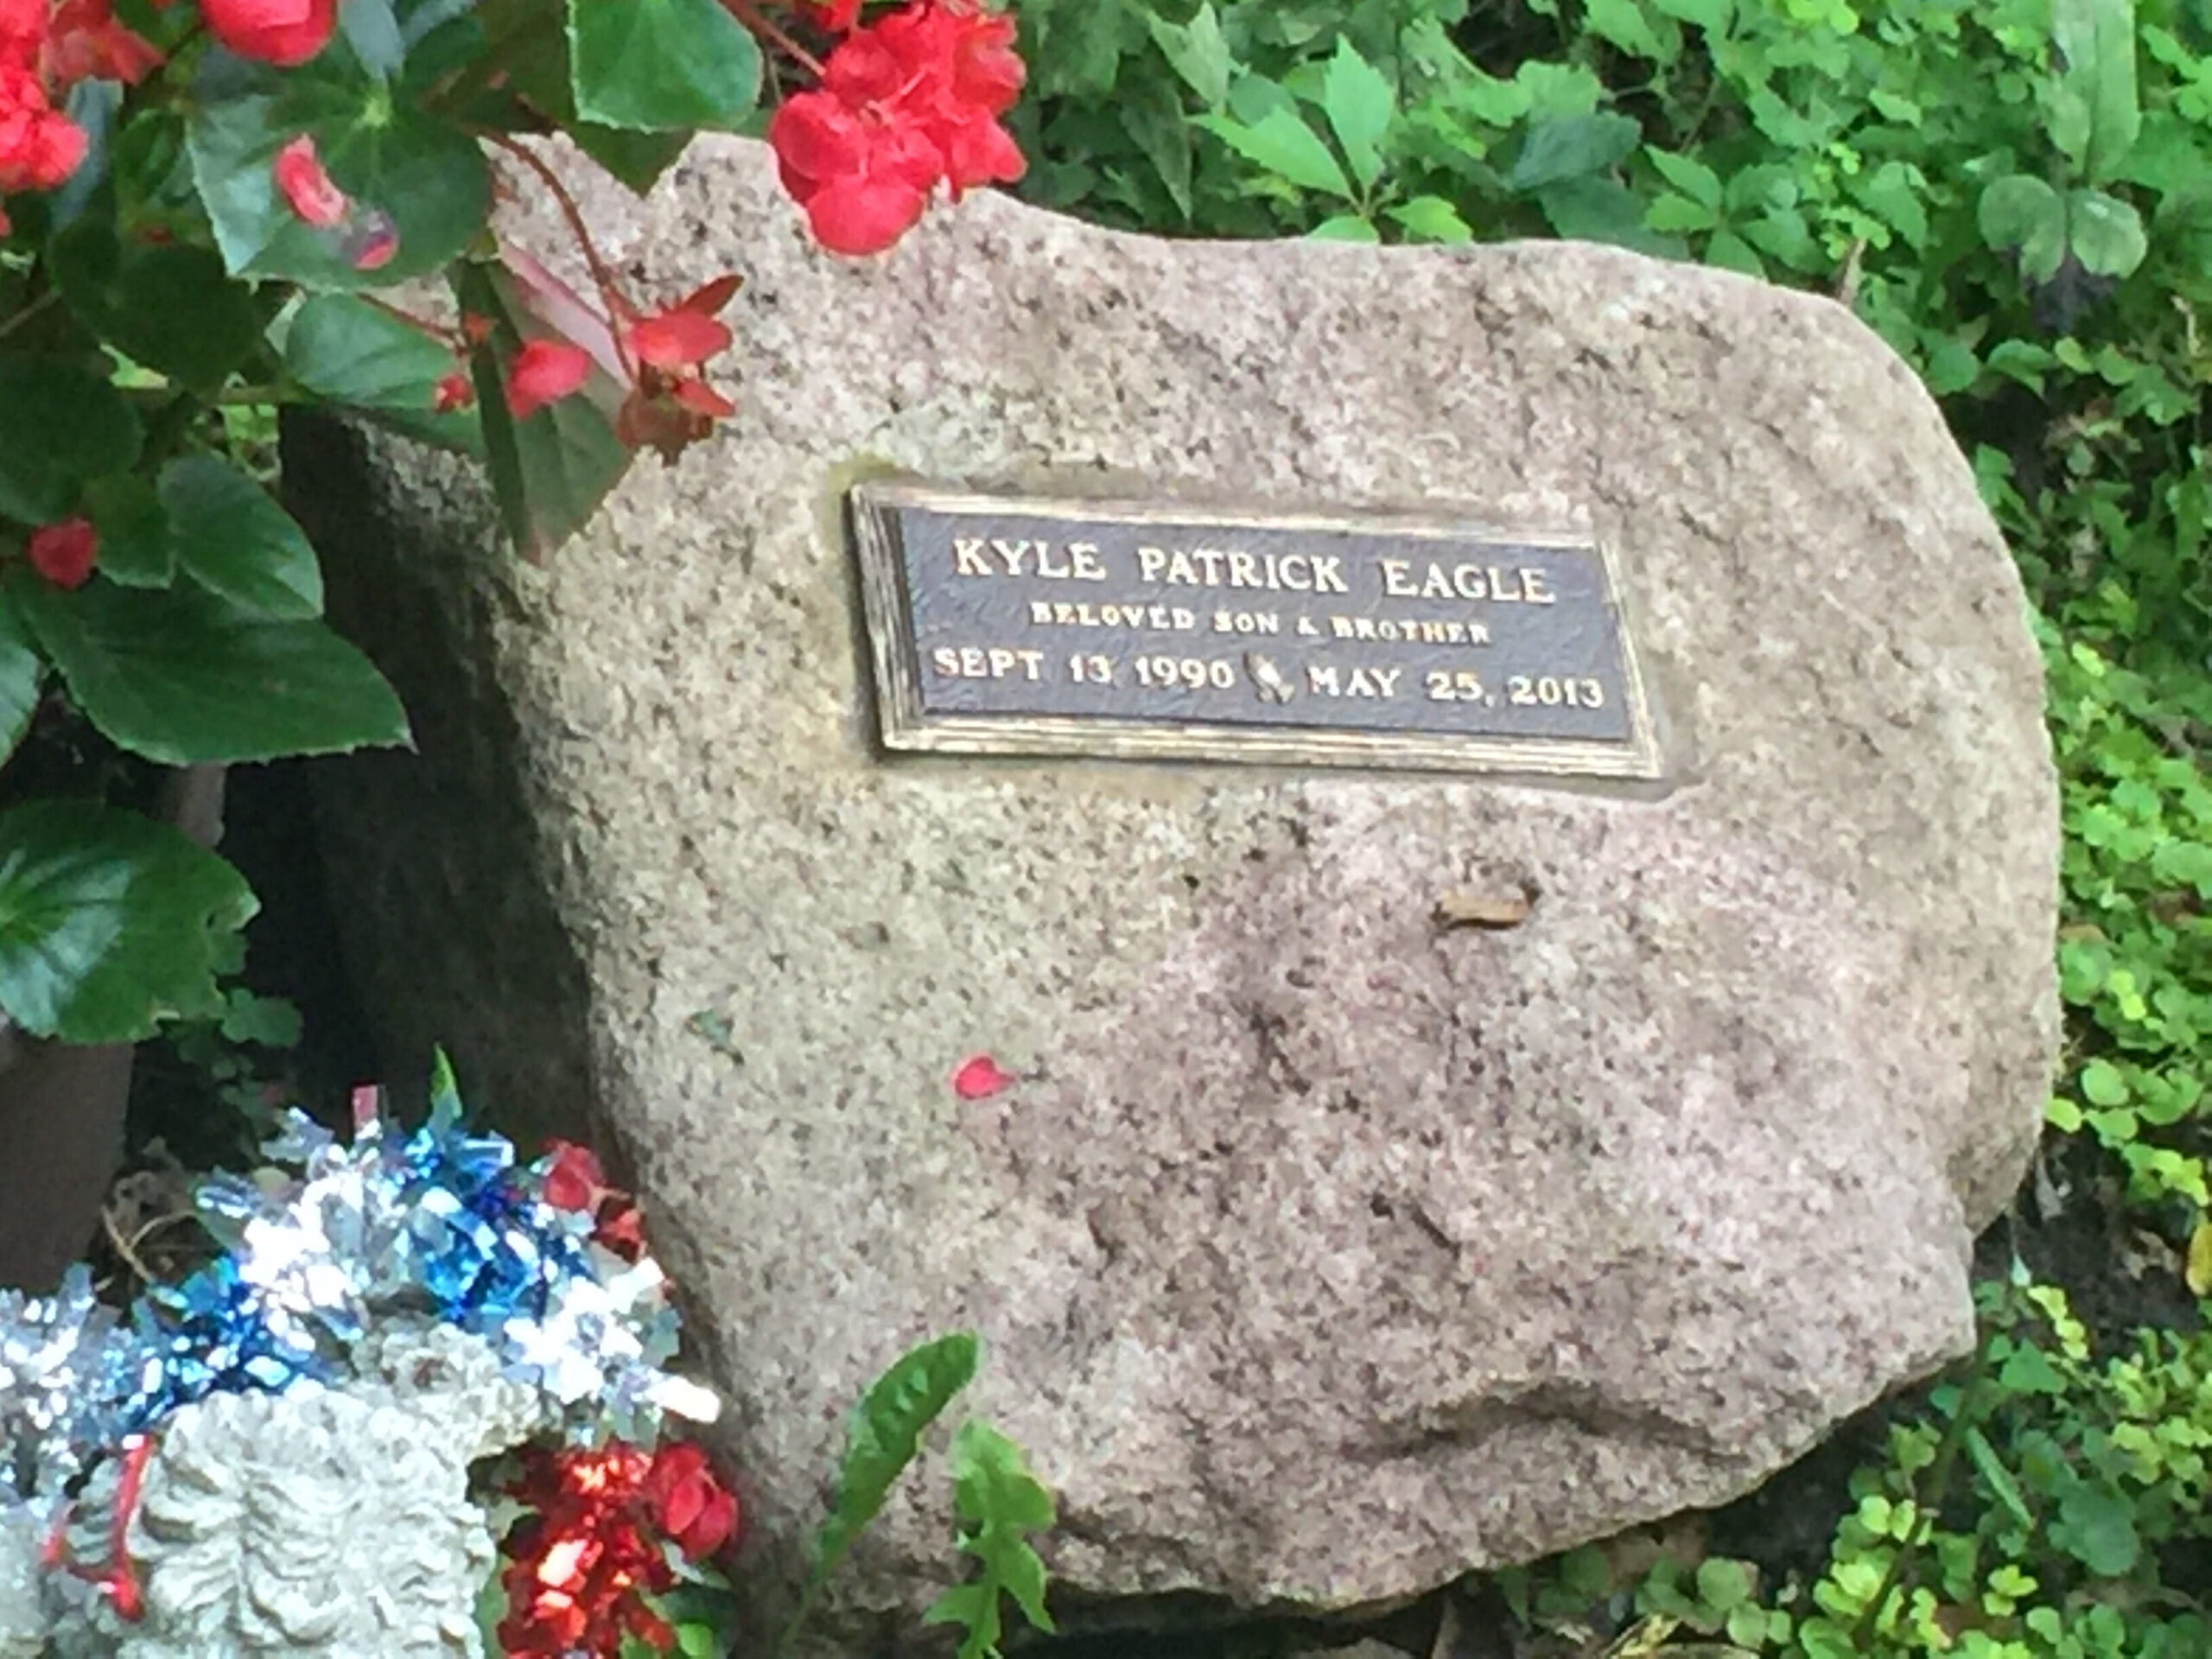 KYLE PATRICK EAGLE
BELOVED SON & BROTHER
SEPT 13 1990 MAY 25, 2013